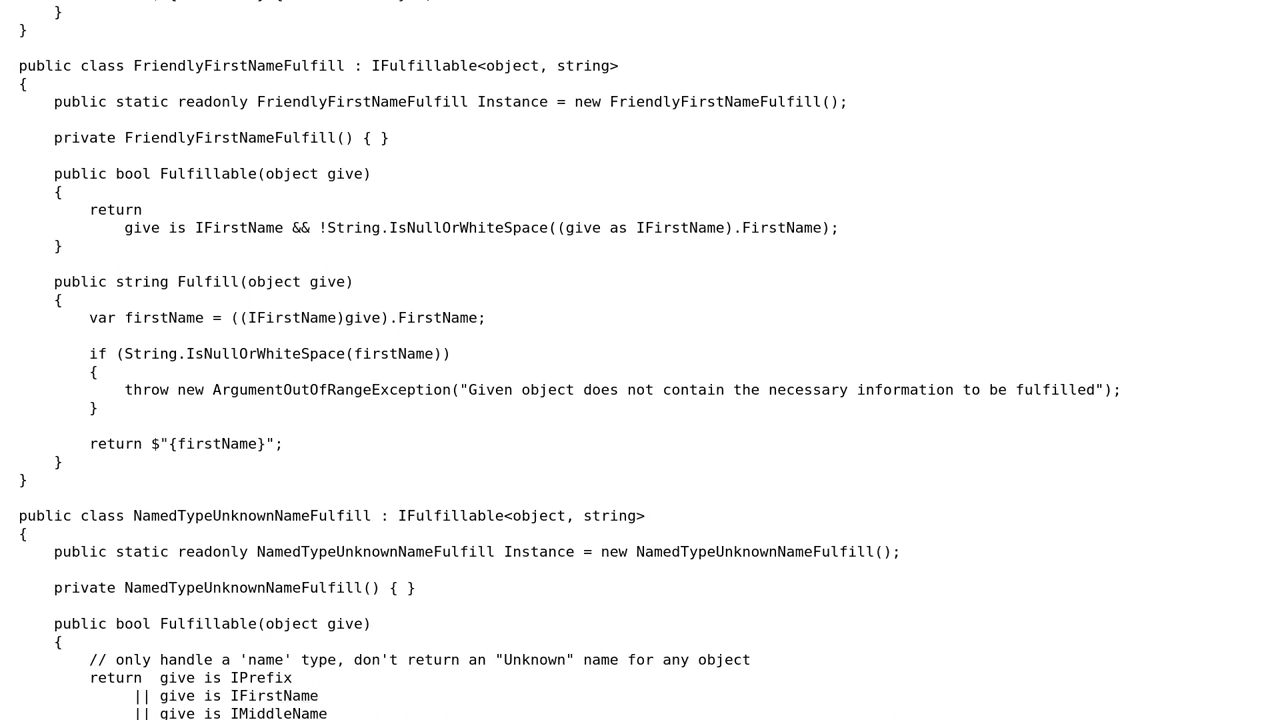 }
}

public class FriendlyFirstNameFulfill : IFulfillable<object, string>
{
    public static readonly FriendlyFirstNameFulfill Instance = new FriendlyFirstNameFulfill();

    private FriendlyFirstNameFulfill() { }

    public bool Fulfillable(object give)
    {
        return
            give is IFirstName && !String.IsNullOrWhiteSpace((give as IFirstName).FirstName);
    }

    public string Fulfill(object give)
    {
        var firstName = ((IFirstName)give).FirstName;

        if (String.IsNullOrWhiteSpace(firstName))
        {
            throw new ArgumentOutOfRangeException("Given object does not contain the necessary information to be fulfilled");
        }

        return $"{firstName}";
    }
}

public class NamedTypeUnknownNameFulfill : IFulfillable<object, string>
{
    public static readonly NamedTypeUnknownNameFulfill Instance = new NamedTypeUnknownNameFulfill();

    private NamedTypeUnknownNameFulfill() { }

    public bool Fulfillable(object give)
    {
        // only handle a 'name' type, don't return an "Unknown" name for any object
        return  give is IPrefix
             || give is IFirstName
             || give is IMiddleName